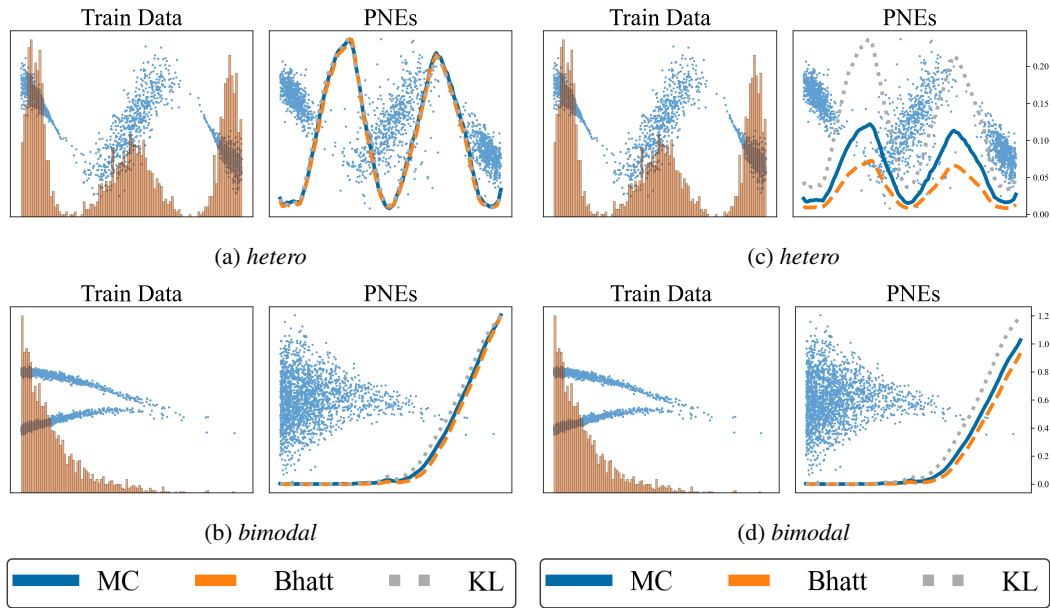 Train Data
PNEs
Train Data
PNEs
0.20
0.15
0.10
0.05
0.00
(a) hetero
(c) hetero
Train Data
PNEs
Train Data
PNEs
1.2
1.0
0.8
0.6
0.4
0.2
0.0
(b) bimodal
(d) bimodal
MC Bhatt KL
MC Bhatt KL